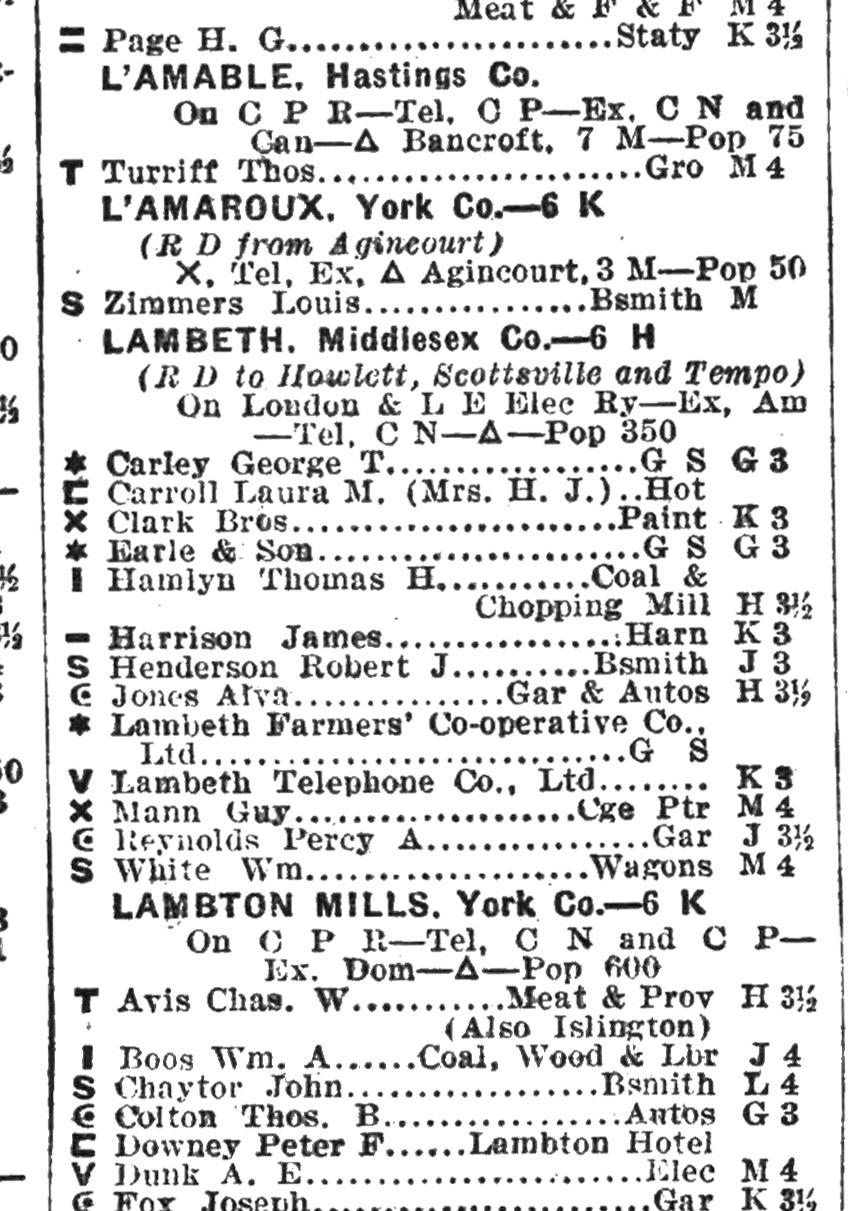 Meat & F & F M 4
= Page H. G.......................Staty K 3½
L'AMABLE, Hastings Co.
On C P R—Tel, C P—Ex, C N and
Can—Δ Bancroft, 7 M—Pop 75
T Turriff Thos.......................Gro M 4
L'AMAROUX, York Co.—6 K
(R D from Agincourt)
X, Tel, Ex, Δ Agincourt, 3 M—Pop 50
S Zimmers Louis................Bsmith M
LAMBETH, Middlesex Co.—6 H
(R D to Howlett, Scottsville and Tempo)
On London & L E Elec Ry—Ex, Am
—Tel, C N—Δ—Pop 350
* Carley George T.................G S G 3
C Carroll Laura M. (Mrs. H. J.)..Hot
X Clark Bros.......................Paint K 3
* Earle & Son.......................G S G 3
I Hamlyn Thomas H...........Coal &
Chopping Mill H 3½
– Harrison James.................Harn K 3
S Henderson Robert J..........Bsmith J 3
G Jones Alva................Gar & Autos H 3½
* Lambeth Farmers' Co-operative Co.,
Ltd..............................G S
V Lambeth Telephone Co., Ltd........ K 3
X Mann Guy....................Cge Ptr M 4
G Reynolds Percy A................Gar J 3½
S White Wm....................Wagons M 4
LAMBTON MILLS, York Co.—6 K
On C P R—Tel, C N and C P—
Ex. Dom—Δ—Pop 600
T Avis Chas. W...........Meat & Prov H 3½
(Also Islington)
I Boos Wm. A.......Coal, Wood & Lbr J 4
S Chaytor John..................Bsmith L 4
G Colton Thos. B.................Autos G 3
C Downey Peter F......Lambton Hotel
V Dunk A. E........................Elec M 4
G Fox Joseph........................Gar K 3½